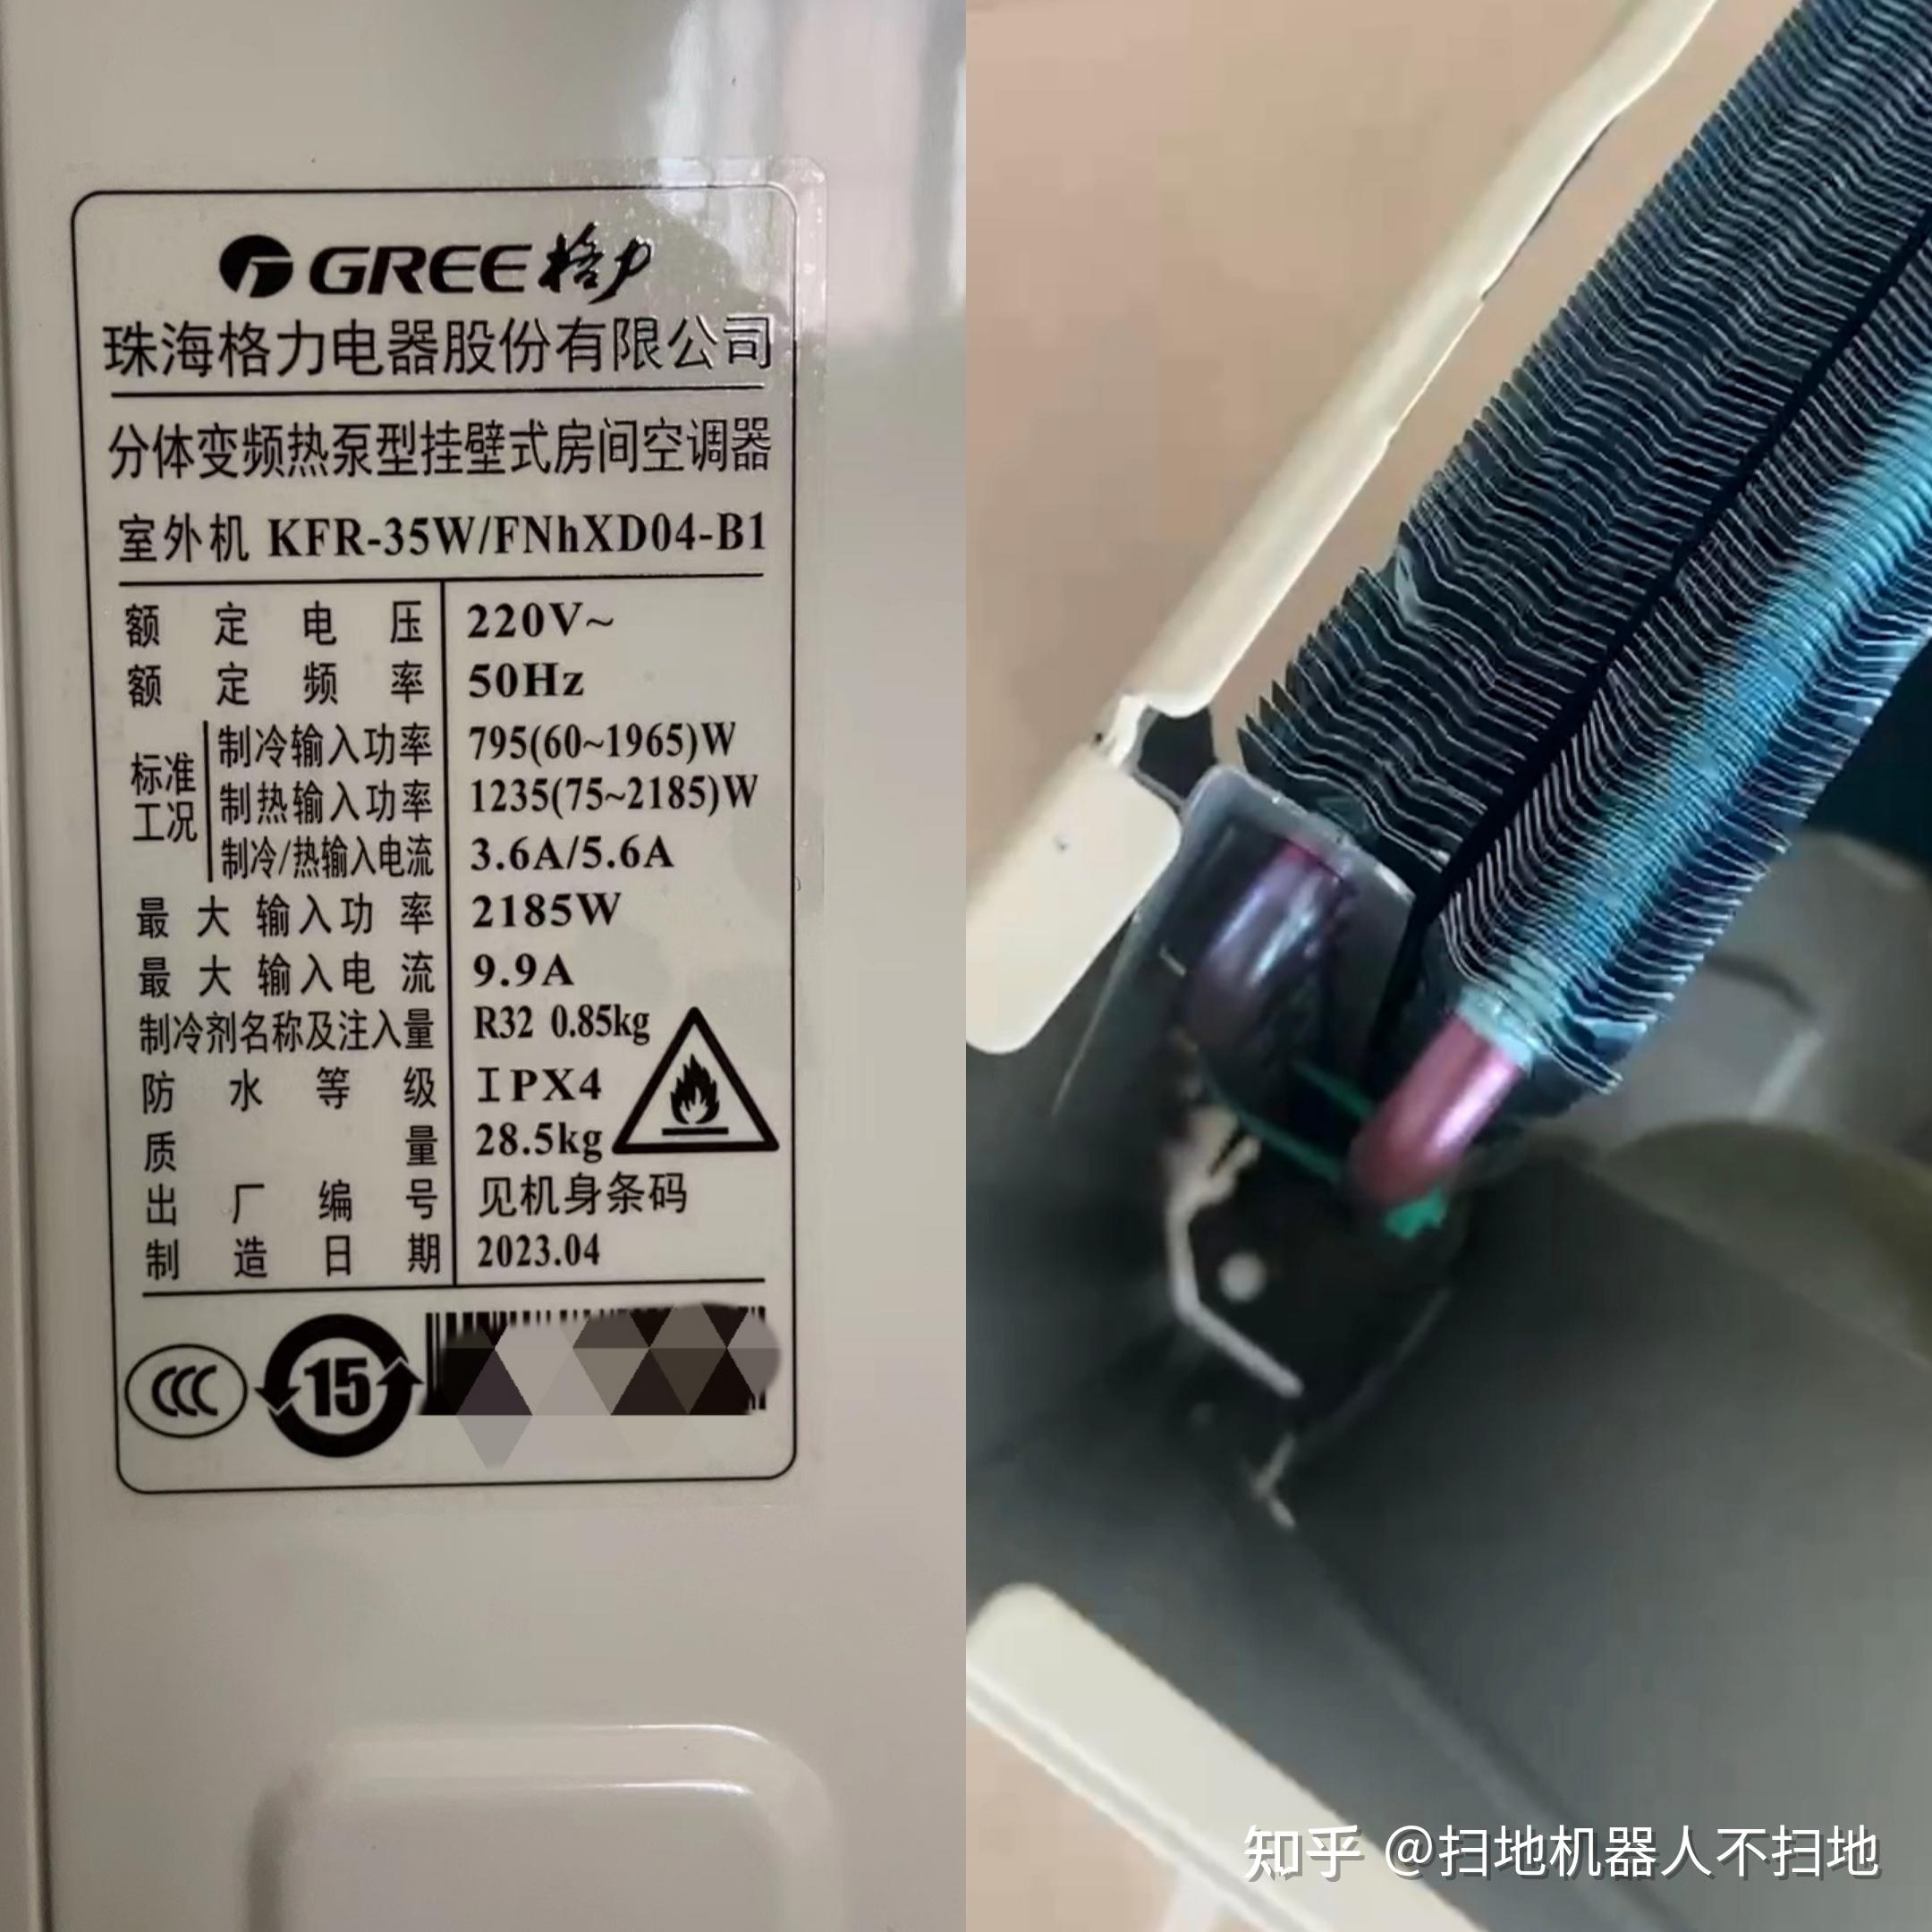 GREE格力
珠海格力电器股份有限公司
分体变频热泵型挂壁式房间空调器
室外机 KFR-35W/FNhXD04-B1
额定电压 220V~
额定频率 50Hz
标准工况
制冷输入功率 795(60~1965)W
制热输入功率 1235(75~2185)W
制冷/热输入电流 3.6A/5.6A
最大输入功率 2185W
最大输入电流 9.9A
制冷剂名称及注入量 R32 0.85kg
防水等级 IPX4
质量 28.5kg
出厂编号 见机身条码
制造日期 2023.04
CCC 15
知乎 @扫地机器人不扫地